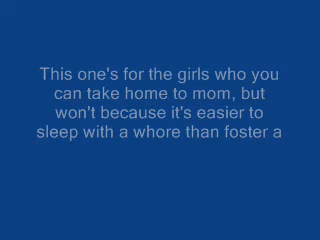 This one's for the girls who you
can take home to mom, but
won't because it's easier to
sleep with a whore than foster a